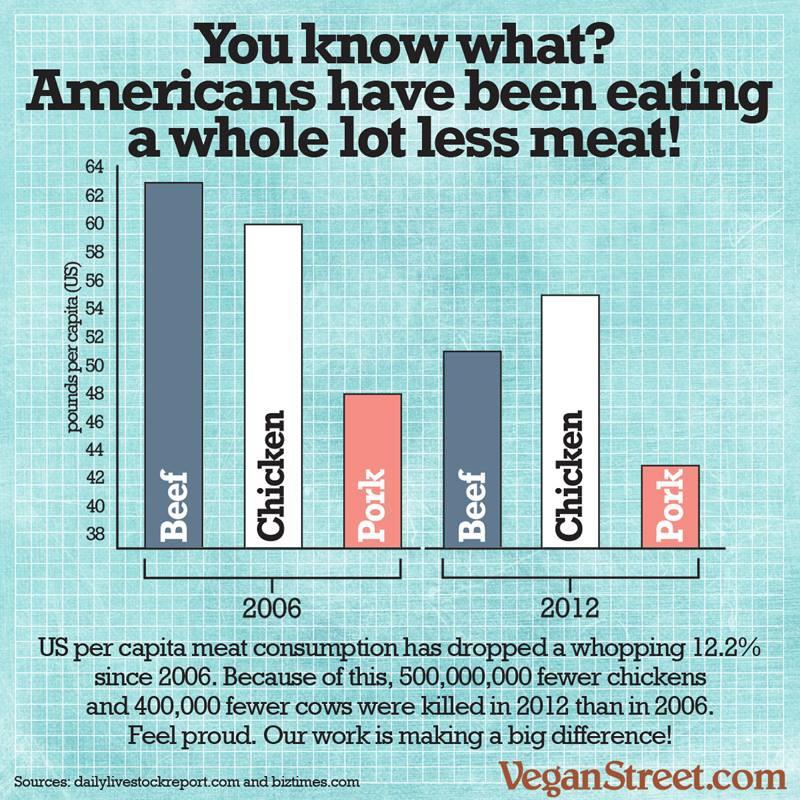 You know what?
Americans have been eating
a whole lot less meat!
pounds per capita (US)
64
62
60
58
56
54
52
50
48
46
44
42
40
38
Beef
Chicken
Pork
Beef
Chicken
Pork
2006
2012
US per capita meat consumption has dropped a whopping 12.2%
since 2006. Because of this, 500,000,000 fewer chickens
and 400,000 fewer cows were killed in 2012 than in 2006.
Feel proud. Our work is making a big difference!
Sources: dailylivestockreport.com and biztimes.com
VeganStreet.com